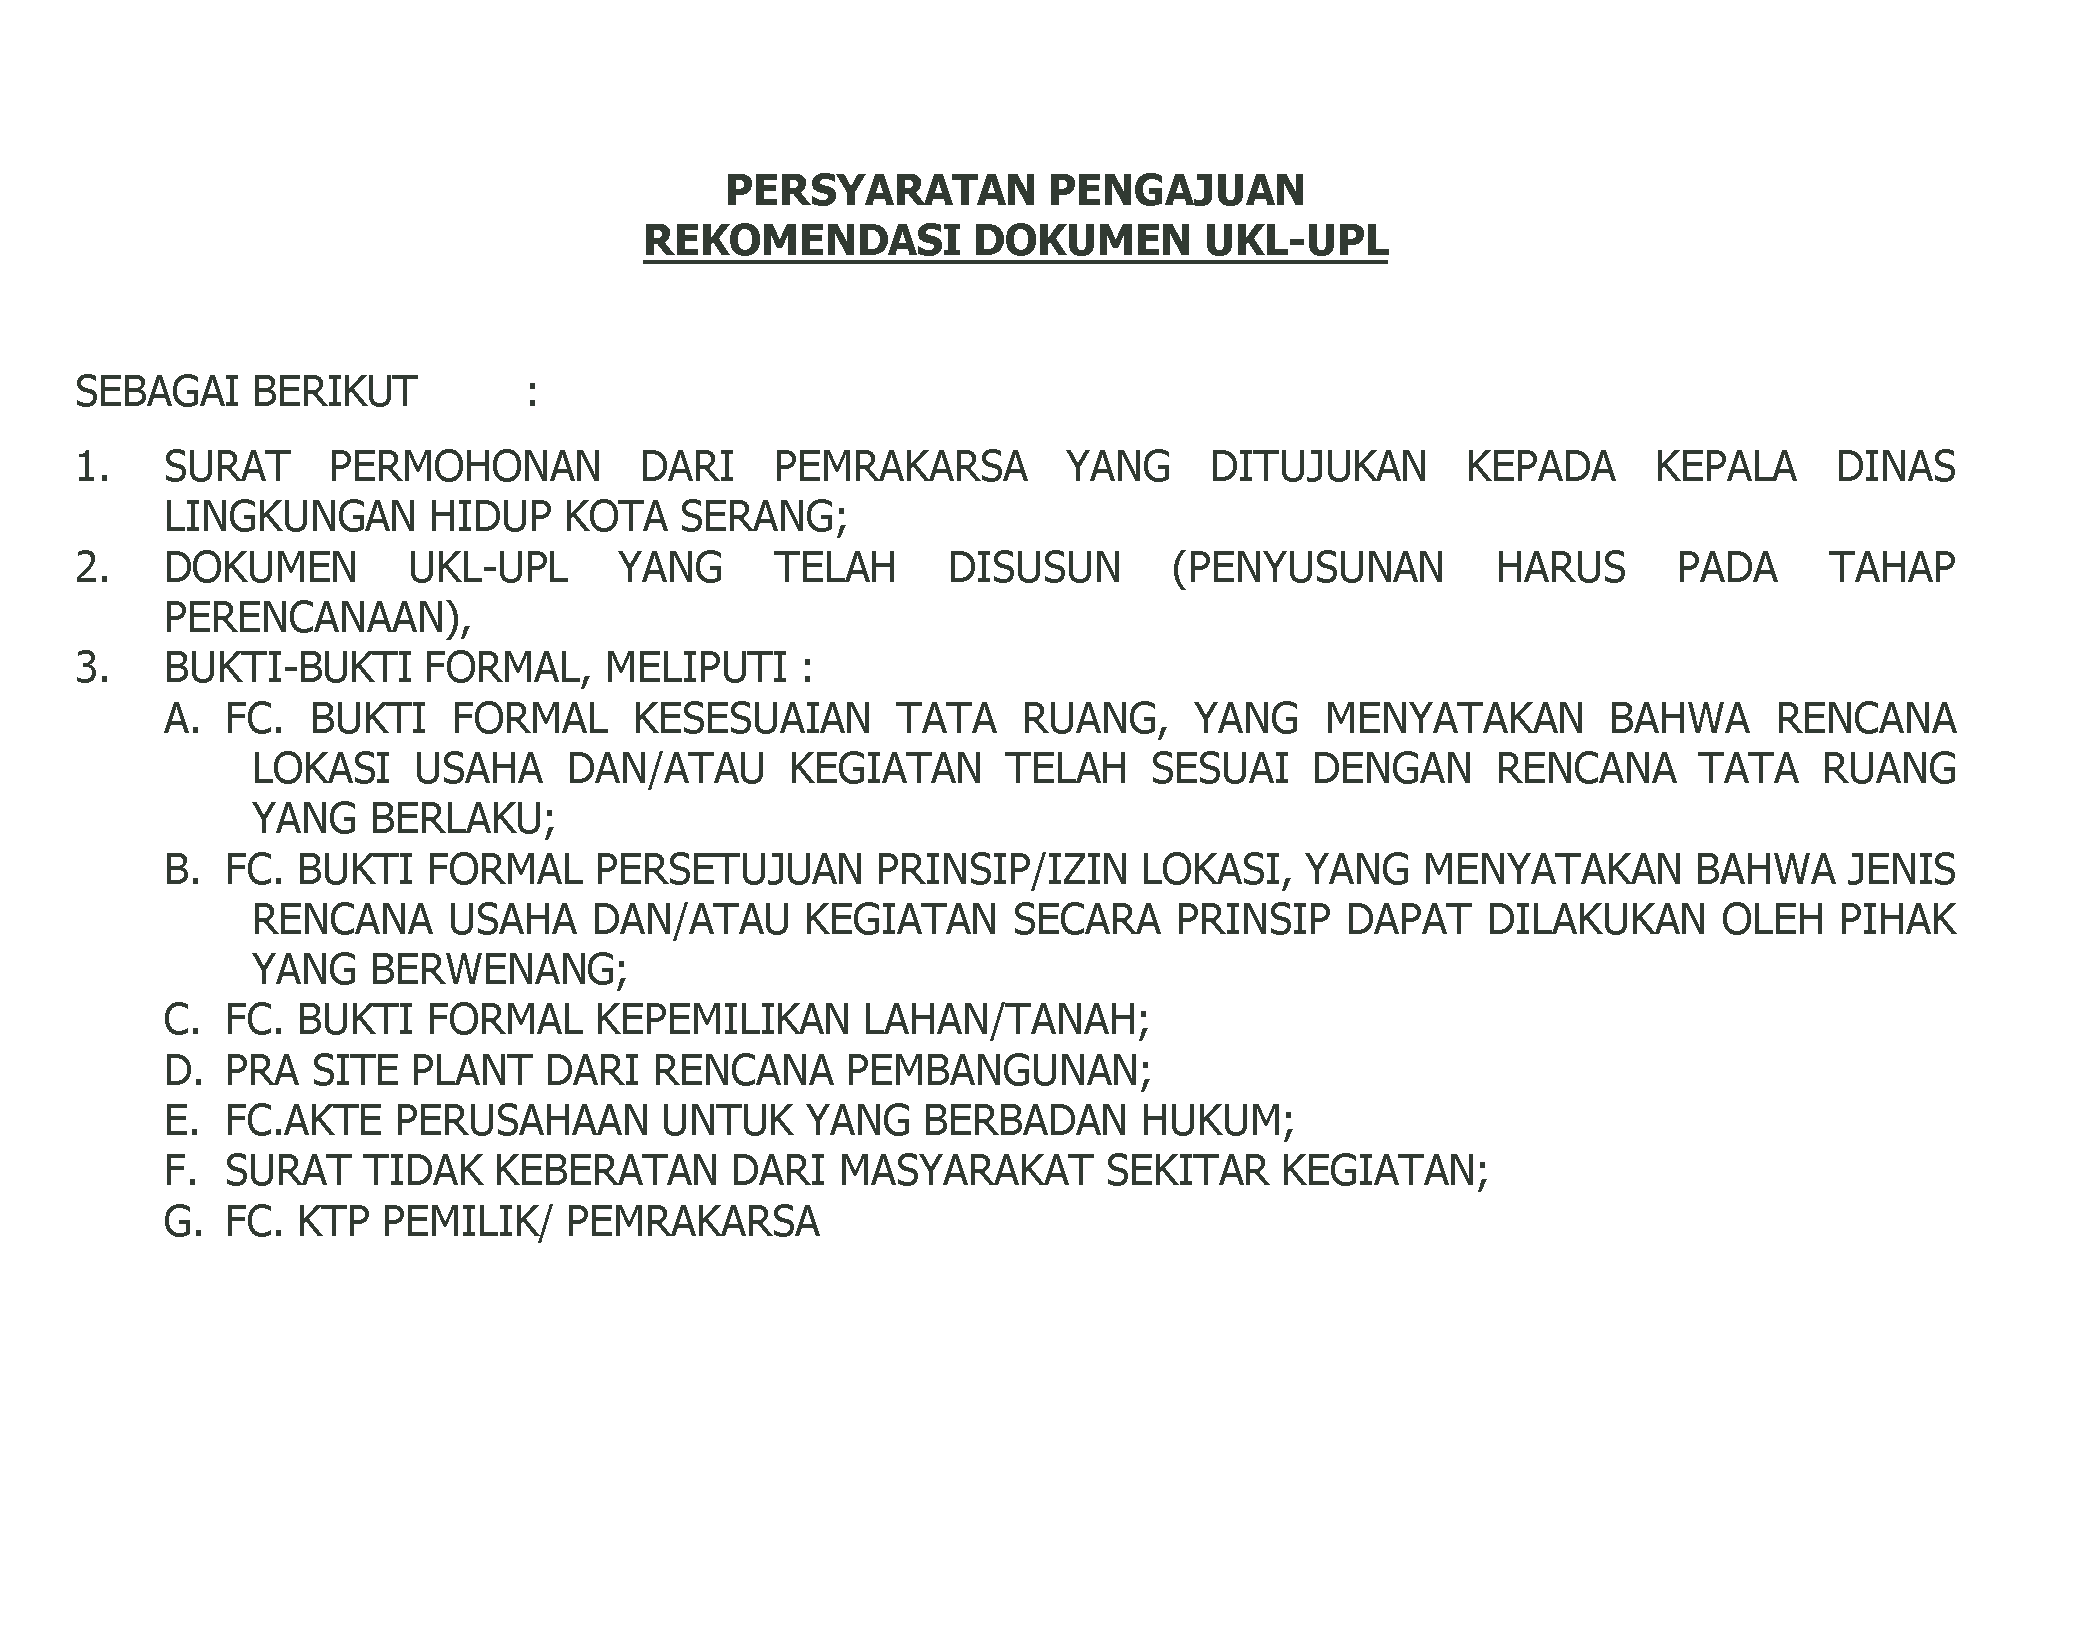 PERSYARATAN PENGAJUAN
REKOMENDASI DOKUMEN UKL-UPL
SEBAGAI BERIKUT :
1. SURAT PERMOHONAN DARI PEMRAKARSA YANG DITUJUKAN KEPADA KEPALA DINAS
LINGKUNGAN HIDUP KOTA SERANG;
2. DOKUMEN UKL-UPL YANG TELAH DISUSUN (PENYUSUNAN HARUS PADA TAHAP
PERENCANAAN),
3. BUKTI-BUKTI FORMAL, MELIPUTI :
A. FC. BUKTI FORMAL KESESUAIAN TATA RUANG, YANG MENYATAKAN BAHWA RENCANA
LOKASI USAHA DAN/ATAU KEGIATAN TELAH SESUAI DENGAN RENCANA TATA RUANG
YANG BERLAKU;
B. FC. BUKTI FORMAL PERSETUJUAN PRINSIP/IZIN LOKASI, YANG MENYATAKAN BAHWA JENIS
RENCANA USAHA DAN/ATAU KEGIATAN SECARA PRINSIP DAPAT DILAKUKAN OLEH PIHAK
YANG BERWENANG;
C. FC. BUKTI FORMAL KEPEMILIKAN LAHAN/TANAH;
D. PRA SITE PLANT DARI RENCANA PEMBANGUNAN;
E. FC.AKTE PERUSAHAAN UNTUK YANG BERBADAN HUKUM;
F. SURAT TIDAK KEBERATAN DARI MASYARAKAT SEKITAR KEGIATAN;
G. FC. KTP PEMILIK/ PEMRAKARSA